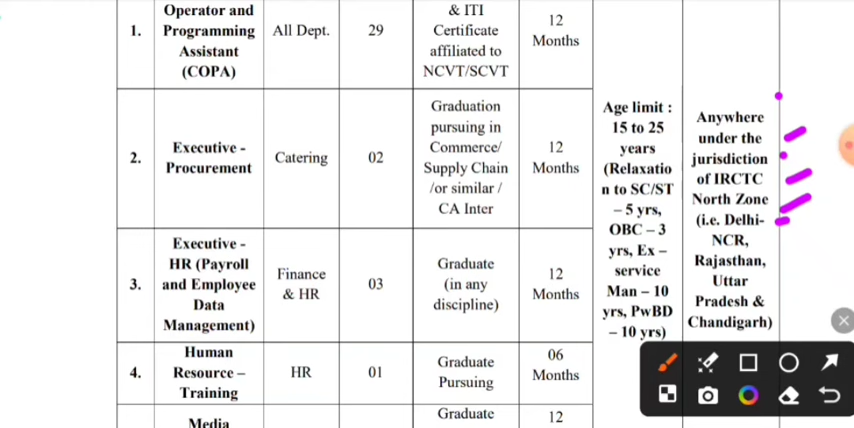 1.
Operator and
Programming
Assistant
(COPA)
All Dept.
29
& ITI
Certificate
affiliated to
NCVT/SCVT
12
Months
2.
Executive -
Procurement
Catering
02
Graduation
pursuing in
Commerce/
Supply Chain
/or similar /
CA Inter
12
Months
3.
Executive -
HR (Payroll
and Employee
Data
Management)
Finance
& HR
03
Graduate
(in any
discipline)
12
Months
4.
Human
Resource –
Training
HR
01
Graduate
Pursuing
06
Months
Media
Graduate
12
Age limit :
15 to 25
years
(Relaxatio
n to SC/ST
– 5 yrs,
OBC – 3
yrs, Ex –
service
Man – 10
yrs, PwBD
– 10 yrs)
Anywhere
under the
jurisdiction
of IRCTC
North Zone
(i.e. Delhi-
NCR,
Rajasthan,
Uttar
Pradesh &
Chandigarh)